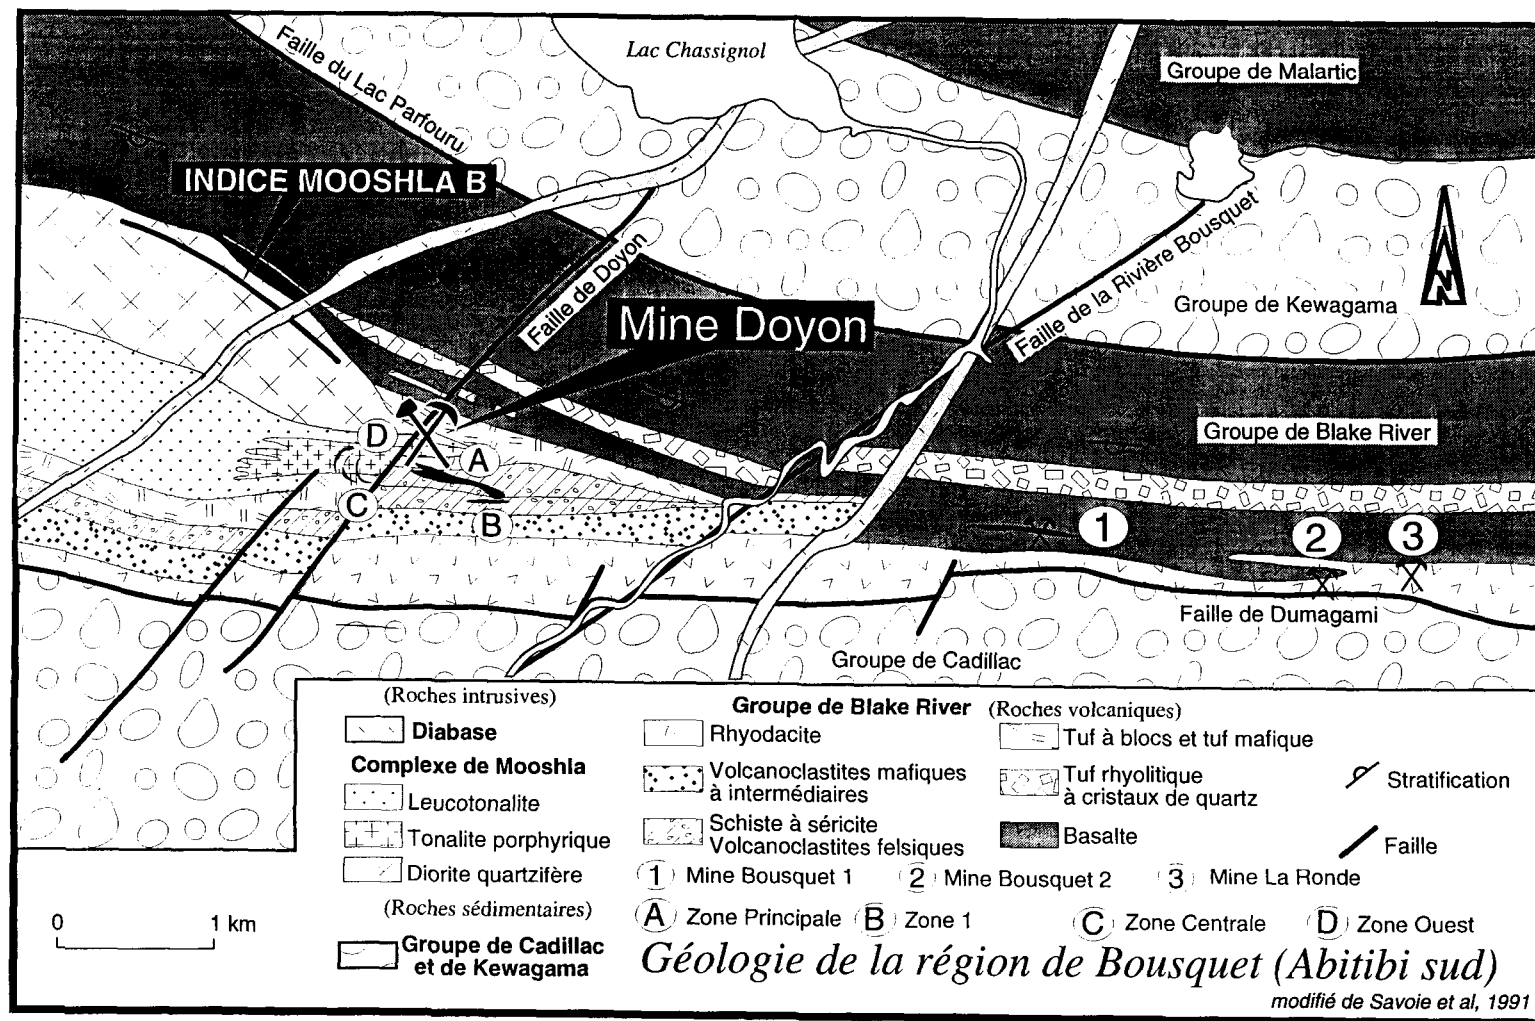 Lac Chassignol
Groupe de Malartic
Faille du Lac Parfouru
INDICE MOOSHLA B
Faille de Doyon
Mine Doyon
Faille de la Rivière Bousquet
Groupe de Kewagama
N
Groupe de Blake River
D
A
C
B
1
2
3
Faille de Dumagami
Groupe de Cadillac
(Roches intrusives)
Diabase
Complexe de Mooshla
Leucotonalite
Tonalite porphyrique
Diorite quartzifère
(Roches sédimentaires)
Groupe de Cadillac
et de Kewagama
Groupe de Blake River (Roches volcaniques)
Rhyodacite
Volcanoclastites mafiques
à intermédiaires
Schiste à séricite
Volcanoclastites felsiques
Tuf à blocs et tuf mafique
Tuf rhyolitique
à cristaux de quartz
Basalte
Stratification
Faille
1 Mine Bousquet 1
2 Mine Bousquet 2
3 Mine La Ronde
A Zone Principale
B Zone 1
C Zone Centrale
D Zone Ouest
0 1 km
Géologie de la région de Bousquet (Abitibi sud)
modifié de Savoie et al, 1991